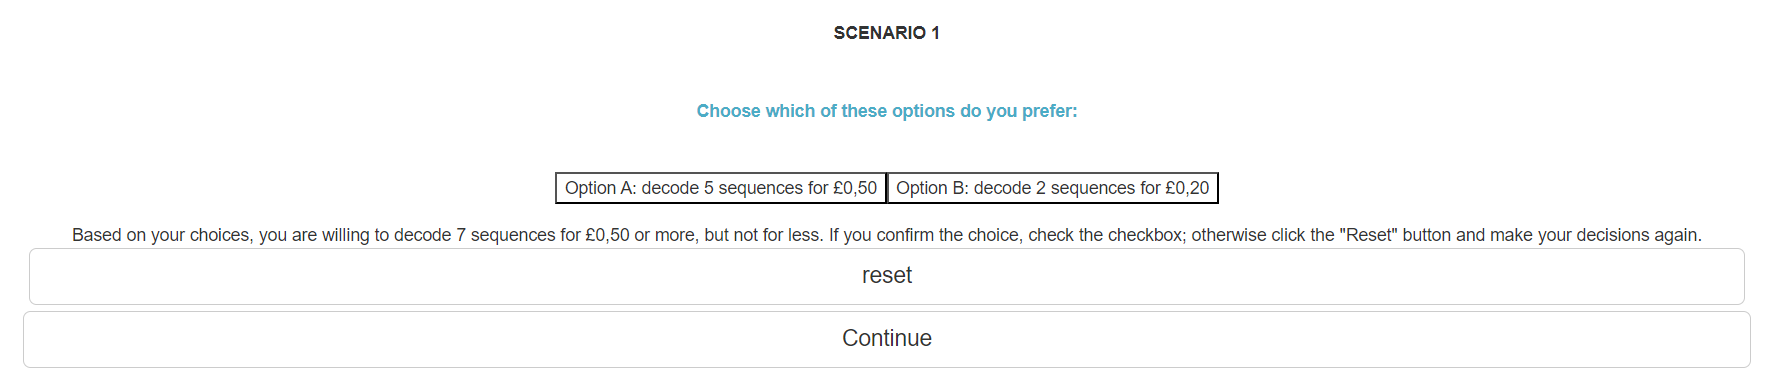 SCENARIO 1
Choose which of these options do you prefer:
Option A: decode 5 sequences for £0,50 Option B: decode 2 sequences for £0,20
Based on your choices, you are willing to decode 7 sequences for £0,50 or more, but not for less. If you confirm the choice, check the checkbox; otherwise click the "Reset" button and make your decisions again.
reset
Continue